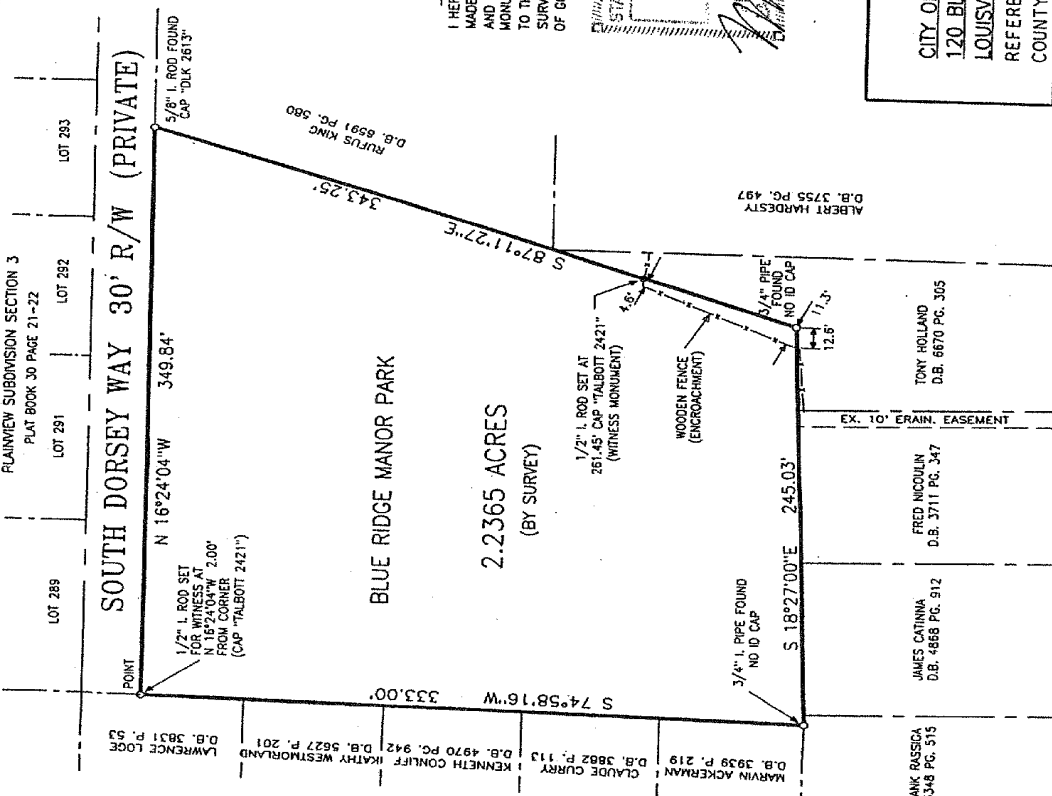 PLAINVIEW SUBDIVISION SECTION 3
PLAT BOOK 30 PAGE 21-22
LOT 289
LOT 291
LOT 292
LOT 293
SOUTH DORSEY WAY 30' R/W (PRIVATE)
POINT
N 16°24'04"W 349.84'
5/8" I. ROD FOUND
CAP "DLK 2613"
1/2" I. ROD SET
FOR WITNESS AT
N 16°24'04"W 2.00'
FROM CORNER
(CAP "TALBOTT 2421")
RUFUS KING
D.B. 6591 PG. 580
343.25'
S 87°11'27"E
ALBERT HARDESTY
D.B. 3755 PG. 497
BLUE RIDGE MANOR PARK
2.2365 ACRES
(BY SURVEY)
1/2" I. ROD SET AT
261.45' CAP "TALBOTT 2421"
(WITNESS MONUMENT)
4.6'
WOODEN FENCE
(ENCROACHMENT)
3/4" PIPE
FOUND
NO ID CAP
11.3'
12.6'
S 74°58'16"W 333.00'
LAWRENCE LOGE
D.B. 3831 P. 53
KATHY WESTMORLAND
D.B. 5627 P. 201
KENNETH CONLIFF
D.B. 4970 PG. 942
CLAUDE CURRY
D.B. 3882 P. 113
MARVIN ACKERMAN
D.B. 3939 P. 219
3/4" I. PIPE FOUND
NO ID CAP
S 18°27'00"E 245.03'
EX. 10' ERAIN. EASEMENT
ANK RASSICA
348 PG. 515
JAMES CATINNA
D.B. 4868 PG. 912
FRED NICOULIN
D.B. 3711 PG. 347
TONY HOLLAND
D.B. 6670 PG. 305
I HER
MADE
AND
MONU
TO TH
SURV
OF G
STA
CITY O
120 BL
LOUISV
REFERE
COUNTY